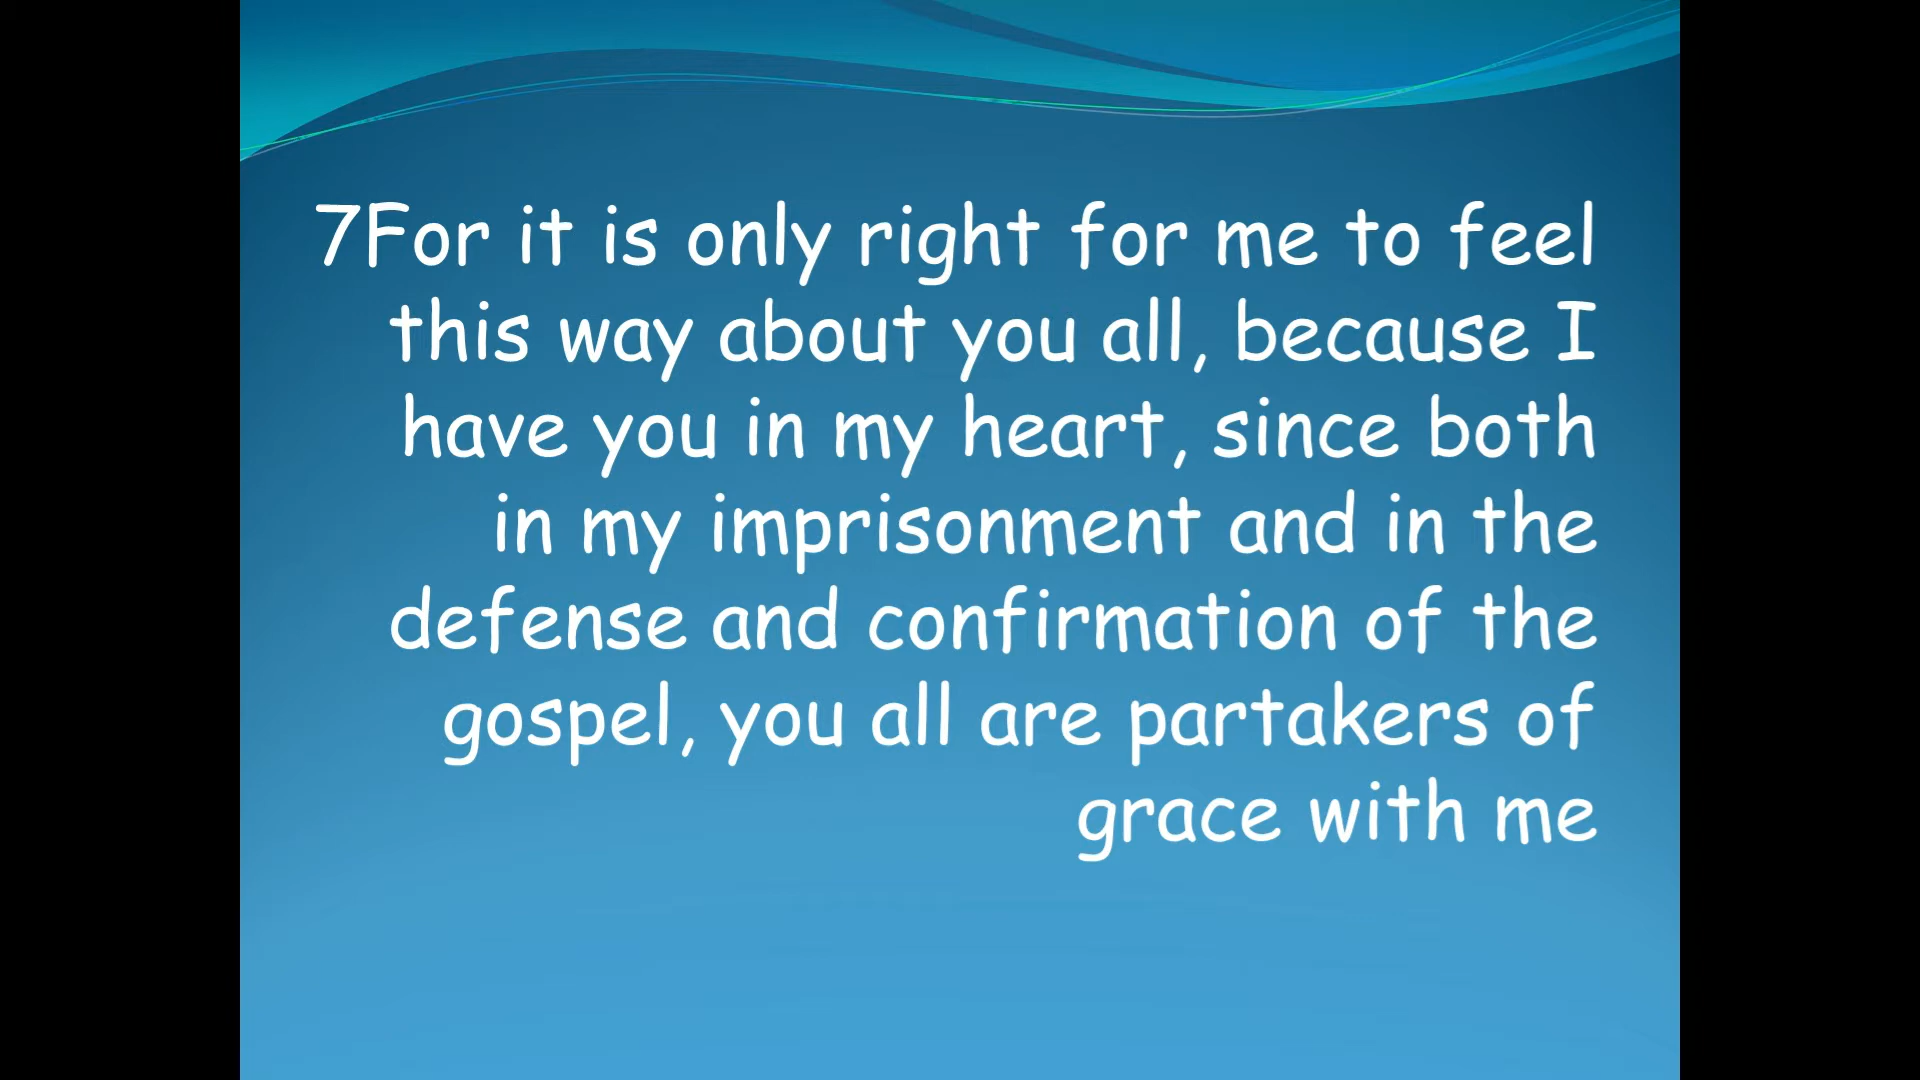 7For it is only right for me to feel
this way about you all, because I
have you in my heart, since both
in my imprisonment and in the
defense and confirmation of the
gospel, you all are partakers of
grace with me